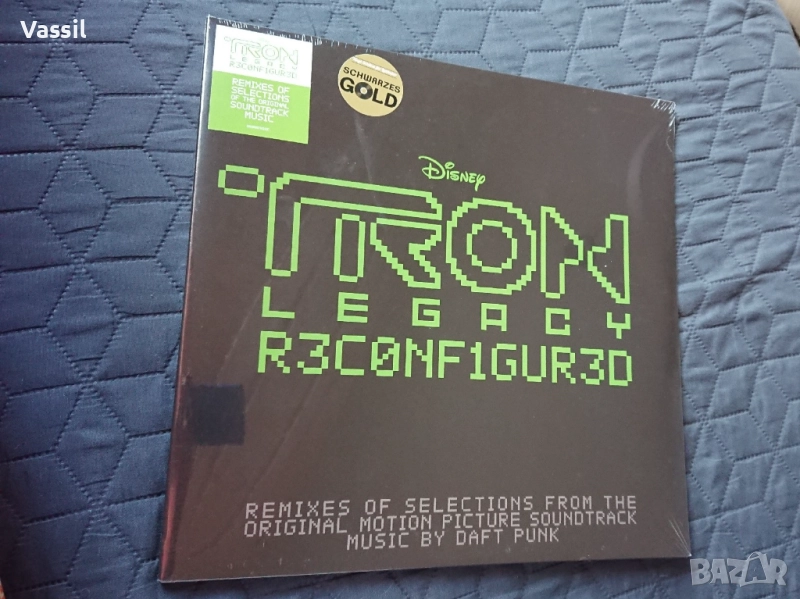 Vassil
TRON
LEGACY
R3C0NF1GUR3D
REMIXES OF
SELECTIONS
OF THE ORIGINAL
SOUNDTRACK
MUSIC
SCHWARZES
GOLD
Disney
TRON
LEGACY
R3C0NF1GUR3D
REMIXES OF SELECTIONS FROM THE
ORIGINAL MOTION PICTURE SOUNDTRACK
MUSIC BY DAFT PUNK
BAZAR